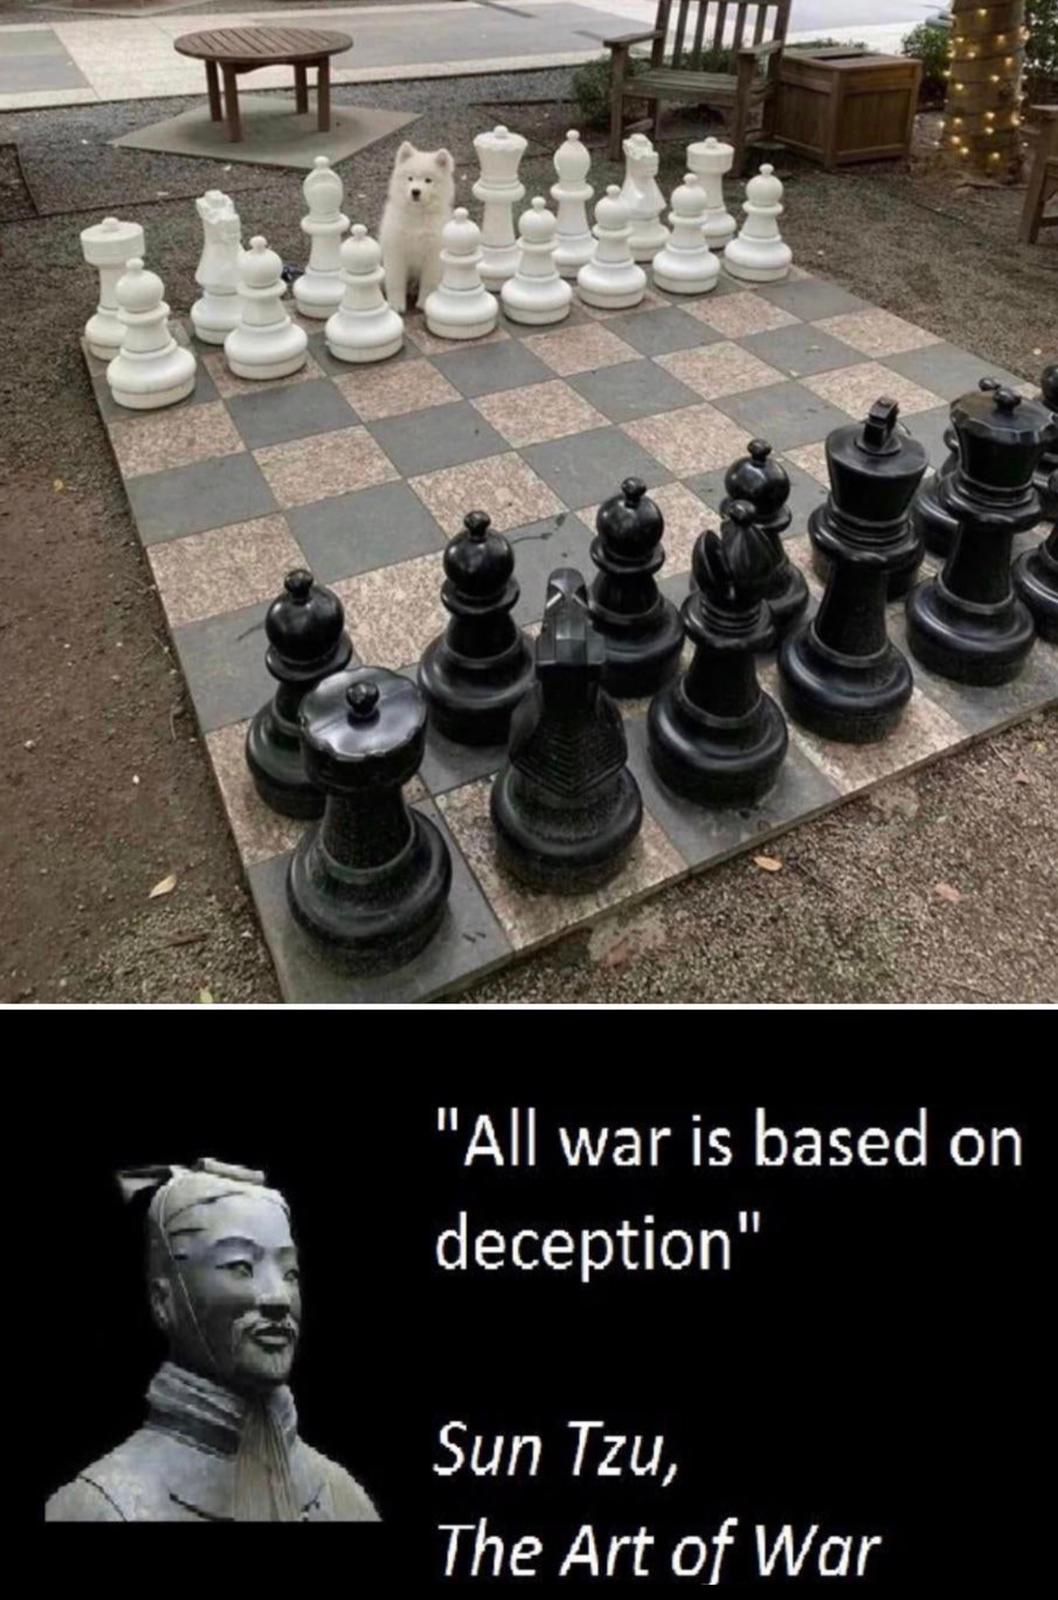 "All war is based on
deception"
Sun Tzu,
The Art of War